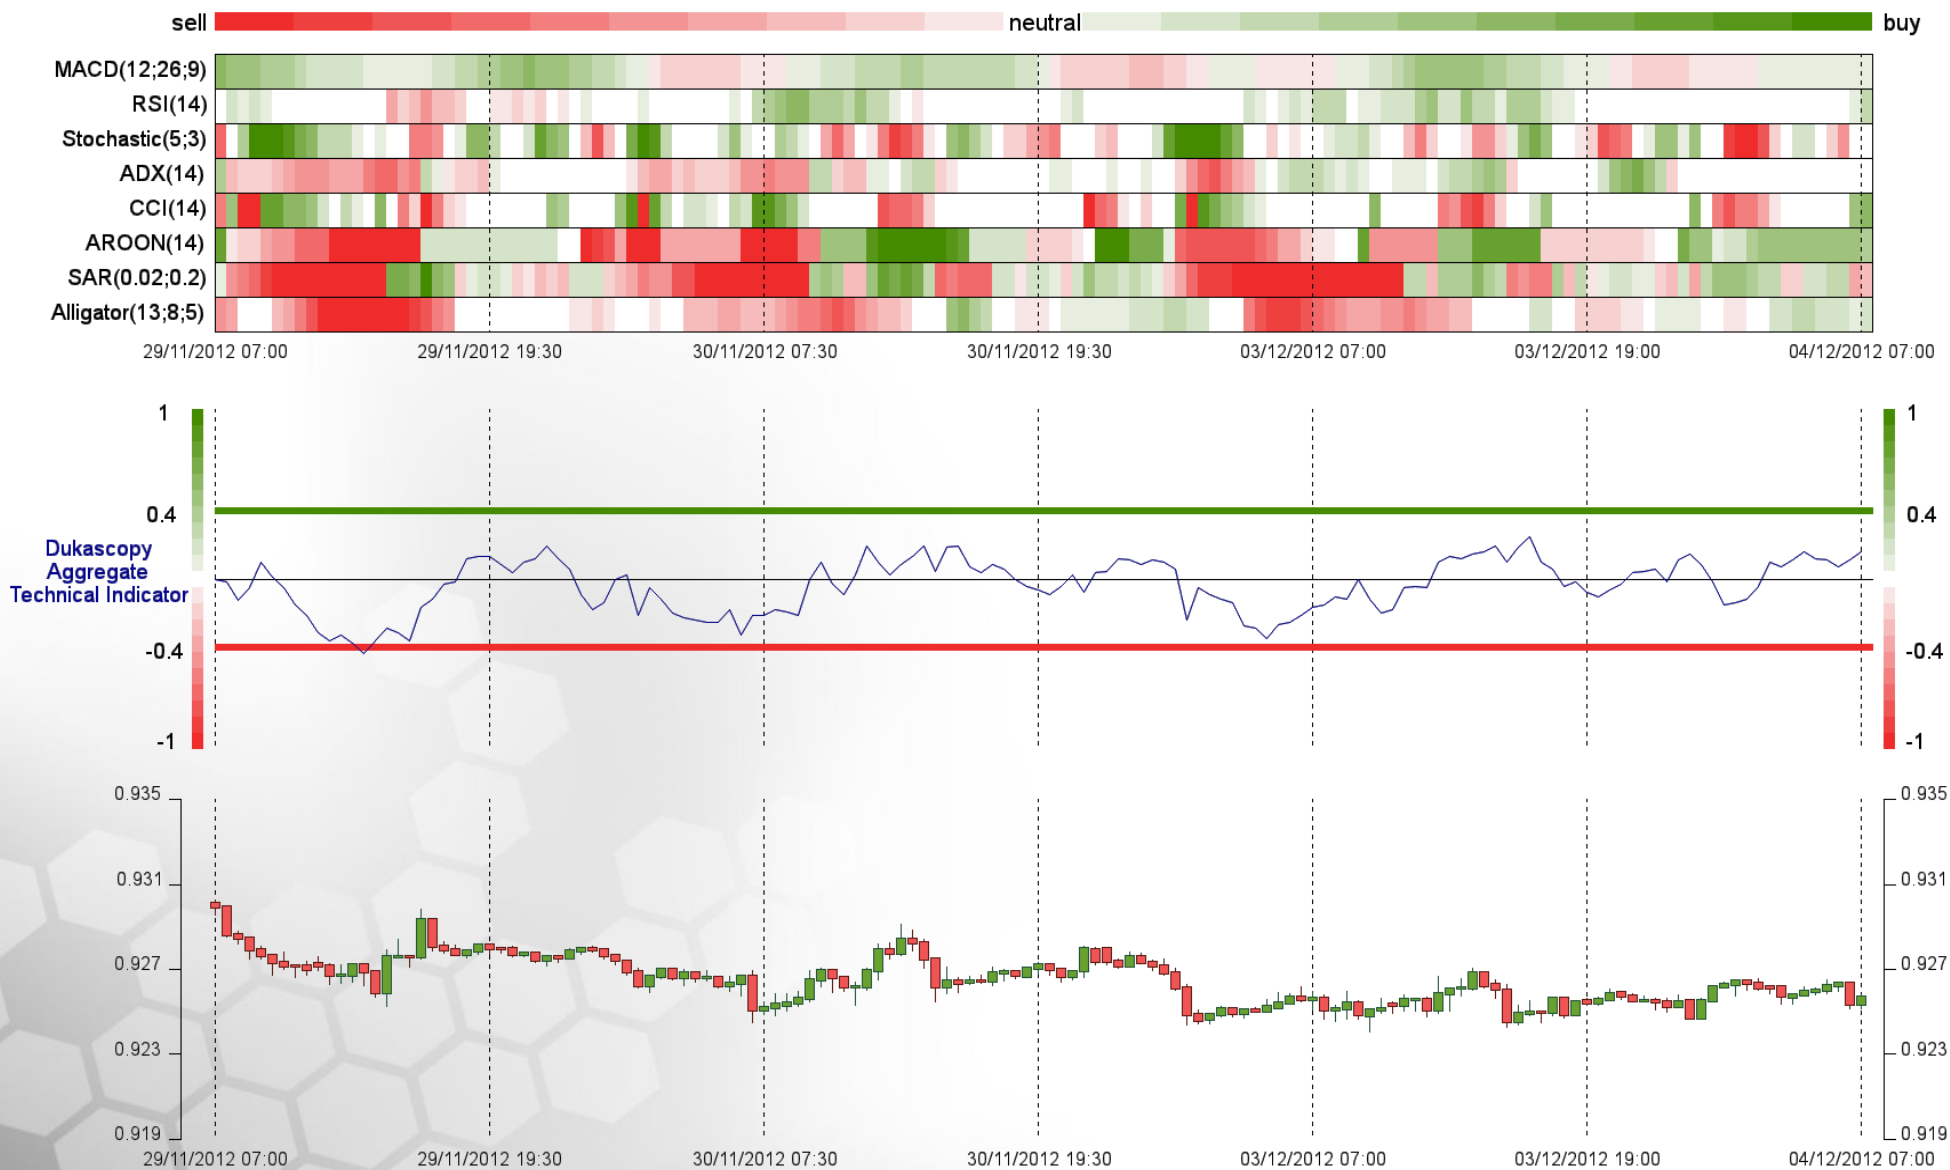 sell neutral buy
MACD(12;26;9)
RSI(14)
Stochastic(5;3)
ADX(14)
CCI(14)
AROON(14)
SAR(0.02;0.2)
Alligator(13;8;5)
29/11/2012 07:00 29/11/2012 19:30 30/11/2012 07:30 30/11/2012 19:30 03/12/2012 07:00 03/12/2012 19:00 04/12/2012 07:00
1 1
0.4 0.4
Dukascopy
Aggregate
Technical Indicator
-0.4 -0.4
-1 -1
0.935 0.935
0.931 0.931
0.927 0.927
0.923 0.923
0.919 0.919
29/11/2012 07:00 29/11/2012 19:30 30/11/2012 07:30 30/11/2012 19:30 03/12/2012 07:00 03/12/2012 19:00 04/12/2012 07:00